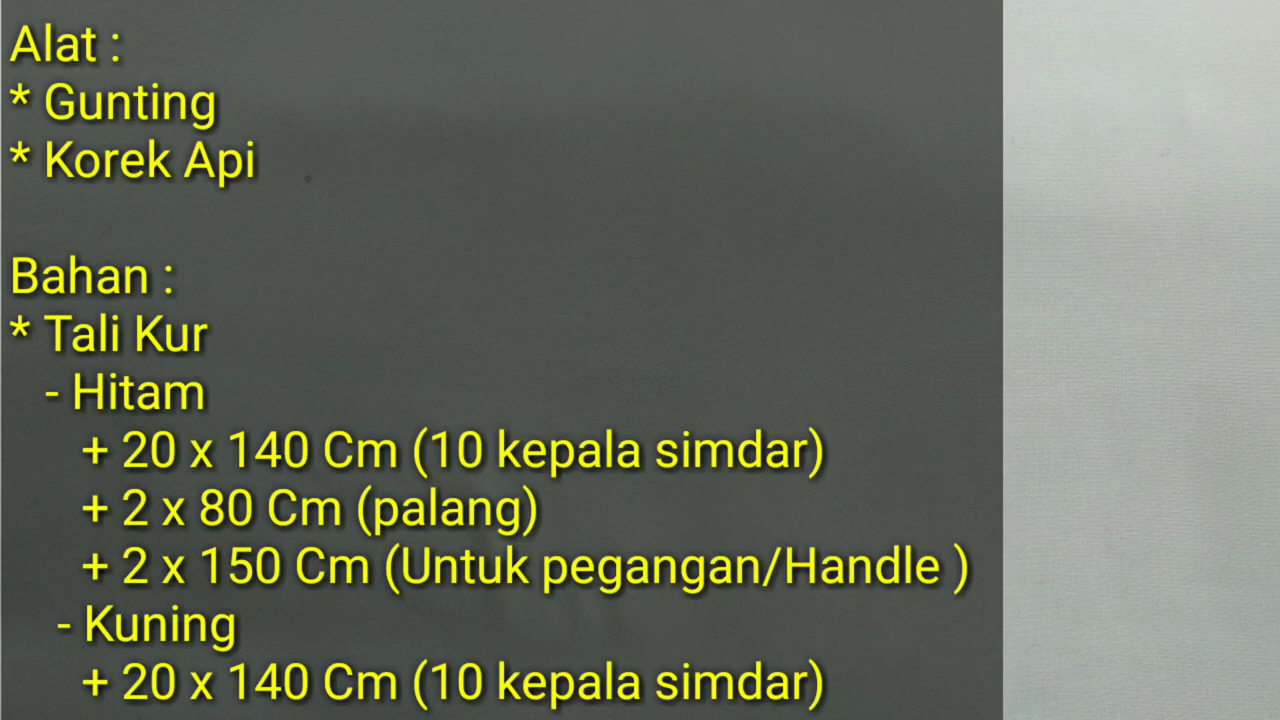 Alat :
* Gunting
* Korek Api
Bahan :
* Tali Kur
- Hitam
+ 20 x 140 Cm (10 kepala simdar)
+ 2 x 80 Cm (palang)
+ 2 x 150 Cm (Untuk pegangan/Handle )
- Kuning
+ 20 x 140 Cm (10 kepala simdar)